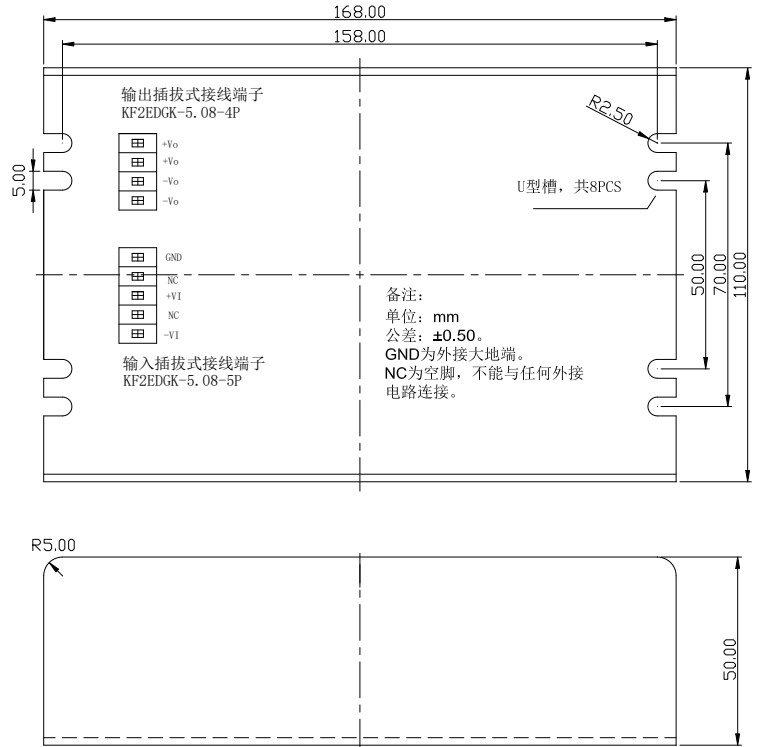 168.00
158.00
输出插拔式接线端子
KF2EDGK-5.08-4P
R2.50
+Vo
+Vo
-Vo
-Vo
5.00
U型槽，共8PCS
50.00
70.00
110.00
GND
NC
+VI
NC
-VI
备注：
单位：mm
公差：±0.50。
GND为外接大地端。
NC为空脚，不能与任何外接
电路连接。
输入插拔式接线端子
KF2EDGK-5.08-5P
R5.00
50.00